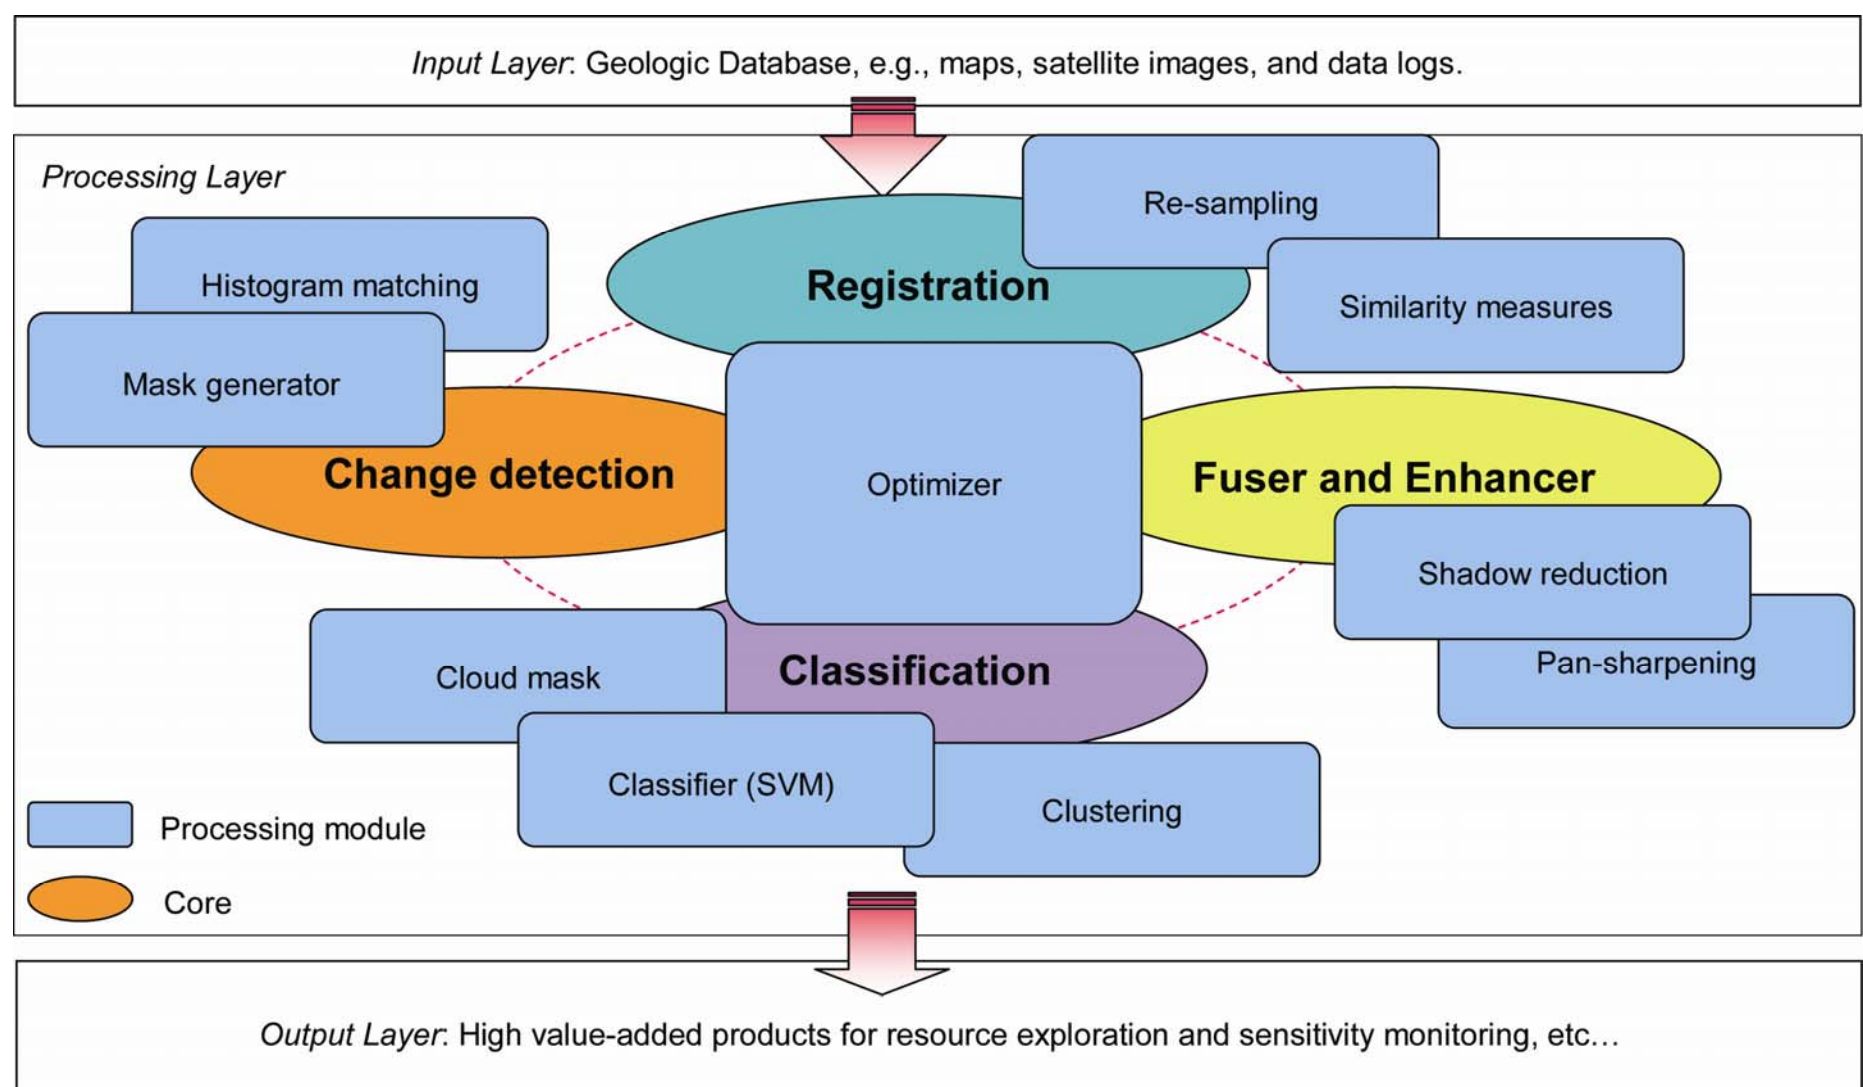 Input Layer: Geologic Database, e.g., maps, satellite images, and data logs.
Processing Layer
Re-sampling
Histogram matching
Registration
Similarity measures
Mask generator
Change detection
Optimizer
Fuser and Enhancer
Shadow reduction
Pan-sharpening
Cloud mask
Classification
Classifier (SVM)
Clustering
Processing module
Core
Output Layer: High value-added products for resource exploration and sensitivity monitoring, etc…